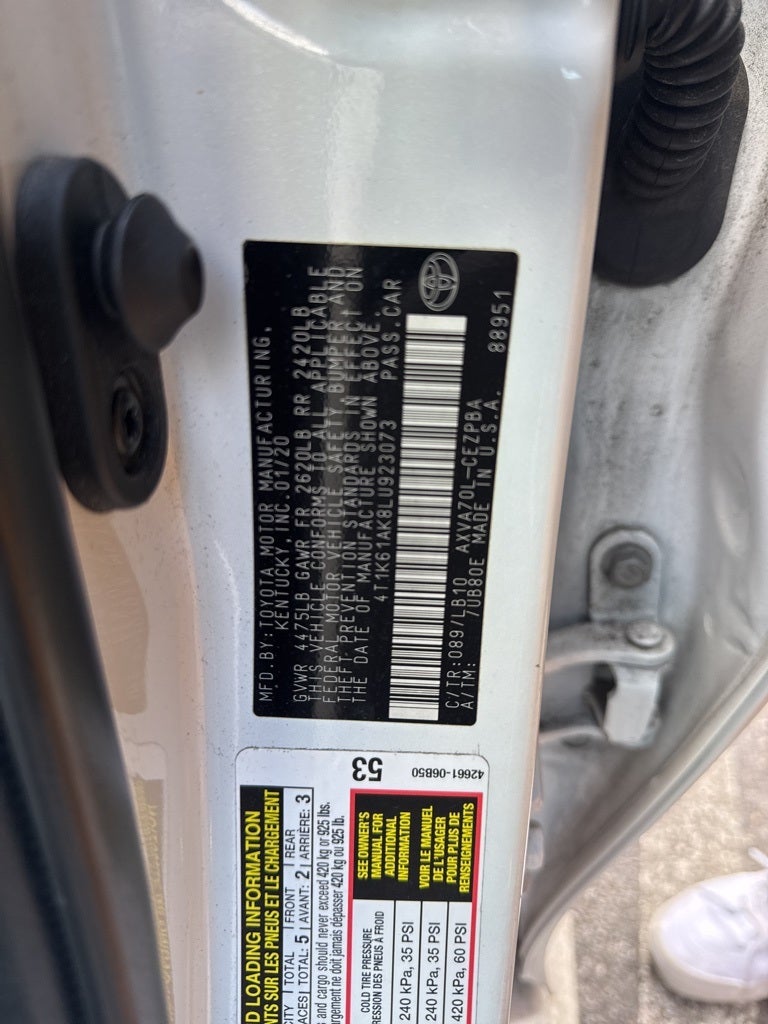 MFD.BY:TOYOTA MOTOR MANUFACTURING,
KENTUCKY, INC.01/20
GVWR 4475LB GAWR FR 2620LB RR 2420LB
THIS VEHICLE CONFORMS TO ALL APPLICABLE
FEDERAL MOTOR VEHICLE SAFETY, BUMPER, AND
THEFT PREVENTION STANDARDS IN EFFECT ON
THE DATE OF MANUFACTURE SHOWN ABOVE.
4T1K61AK8LU923073 PASS.CAR
C/TR:089/LB10 AXVA70L-CEZPBA
A/TM: 7UB80E MADE IN U.S.A. 88951
D LOADING INFORMATION
NTS SUR LES PNEUS ET LE CHARGEMENT
CITY TOTAL FRONT REAR
ACES TOTAL: 5 AVANT: 2 ARRIÈRE: 3
s and cargo should never exceed 420 kg or 925 lbs.
argement ne doit jamais dépasser 420 kg ou 925 lb.
COLD TIRE PRESSURE
RESSION DES PNEUS À FROID
240 kPa, 35 PSI
240 kPa, 35 PSI
420 kPa, 60 PSI
SEE OWNER'S
MANUAL FOR
ADDITIONAL
INFORMATION
VOIR LE MANUEL
DE L'USAGER
POUR PLUS DE
RENSEIGNEMENTS
53
42661-06B50